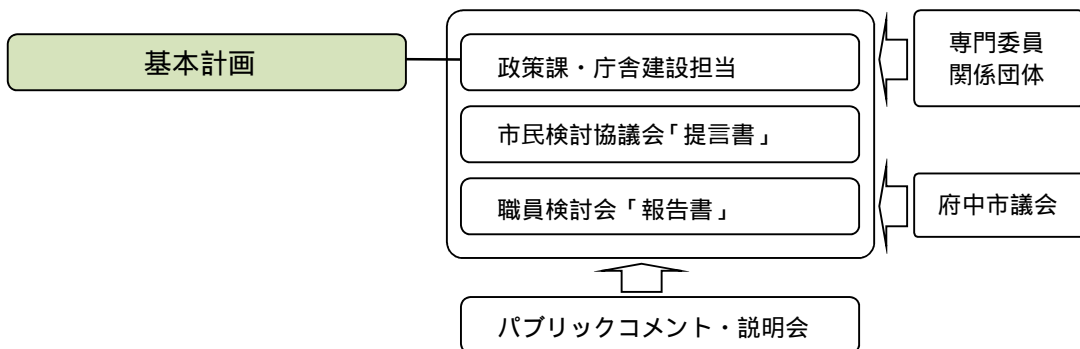 基本計画
政策課・庁舎建設担当
市民検討協議会「提言書」
職員検討会「報告書」
専門委員
関係団体
府中市議会
パブリックコメント・説明会